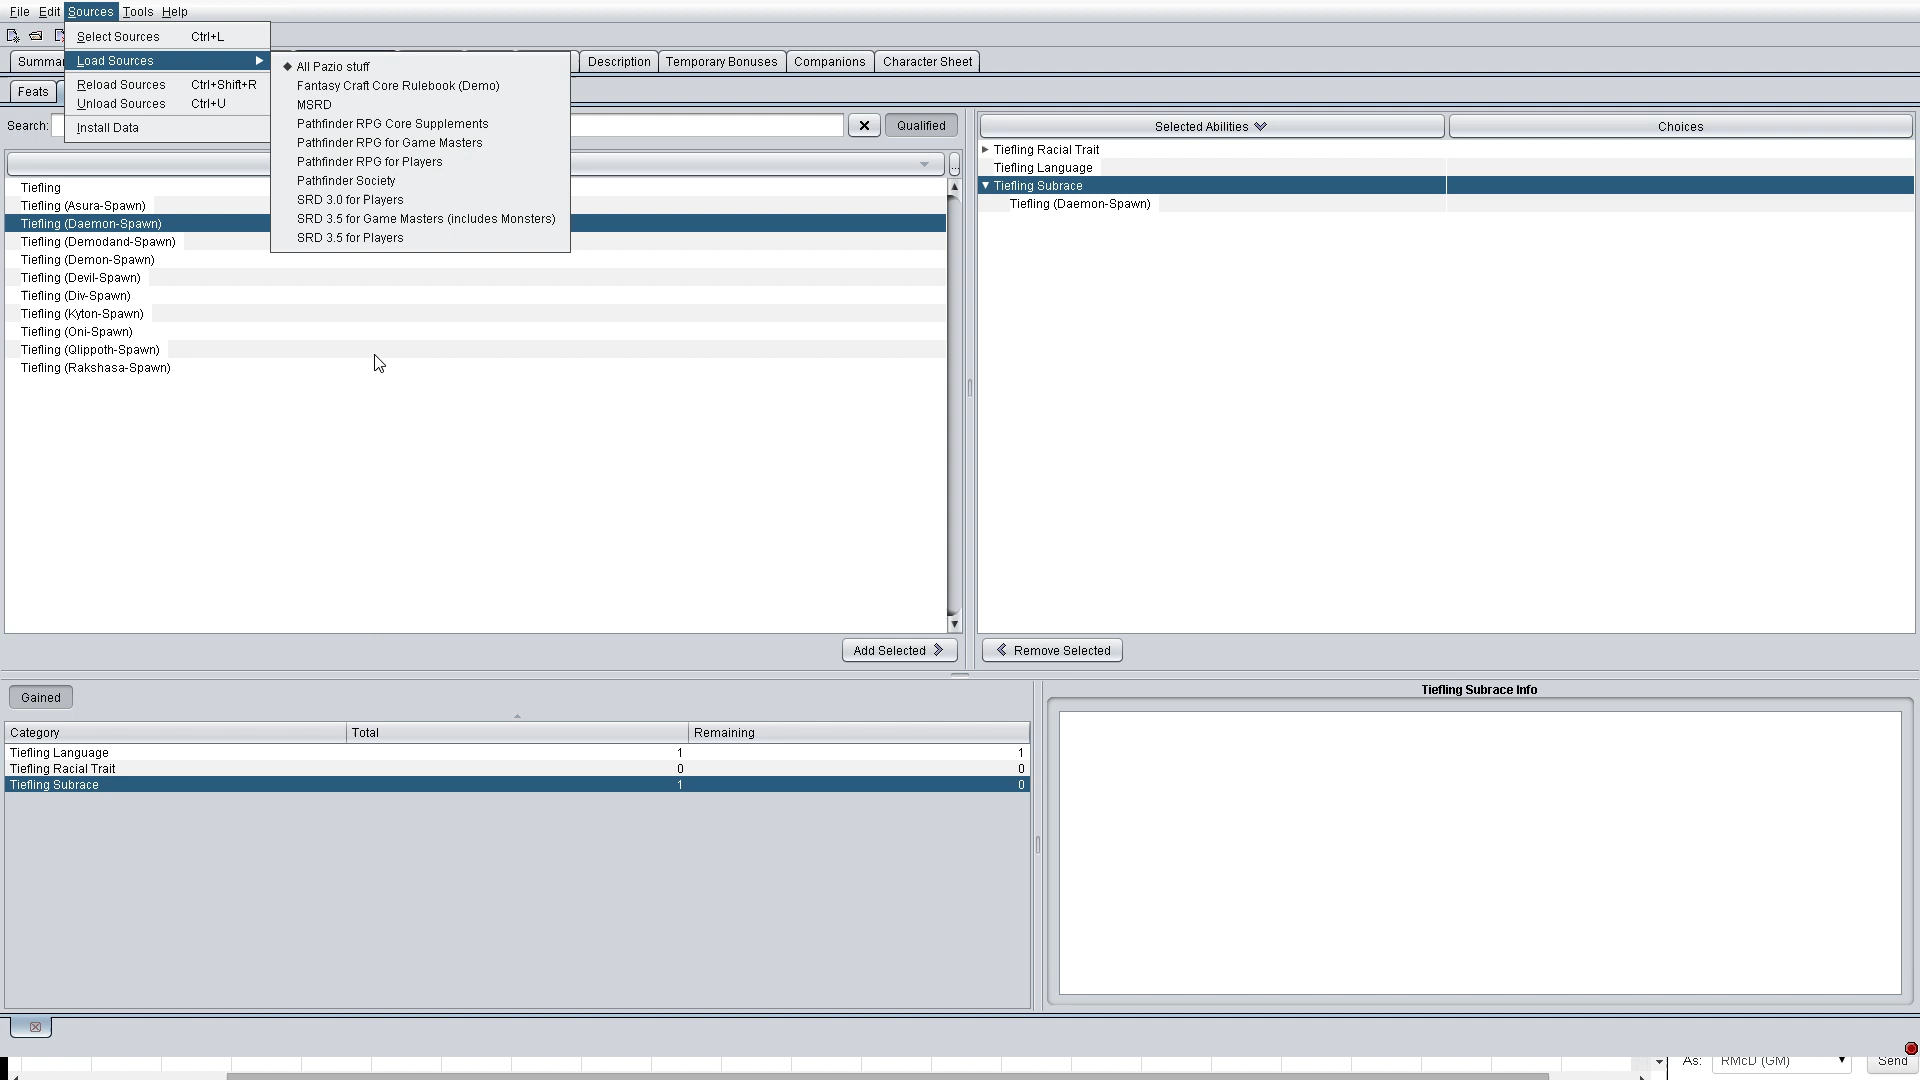 File Edit Sources Tools Help
Select Sources Ctrl+L
Load Sources
Reload Sources Ctrl+Shift+R
Unload Sources Ctrl+U
Install Data
All Pazio stuff
Fantasy Craft Core Rulebook (Demo)
MSRD
Pathfinder RPG Core Supplements
Pathfinder RPG for Game Masters
Pathfinder RPG for Players
Pathfinder Society
SRD 3.0 for Players
SRD 3.5 for Game Masters (includes Monsters)
SRD 3.5 for Players
Summar
Description Temporary Bonuses Companions Character Sheet
Feats
Search:
Qualified
Tiefling
Tiefling (Asura-Spawn)
Tiefling (Daemon-Spawn)
Tiefling (Demodand-Spawn)
Tiefling (Demon-Spawn)
Tiefling (Devil-Spawn)
Tiefling (Div-Spawn)
Tiefling (Kyton-Spawn)
Tiefling (Oni-Spawn)
Tiefling (Qlippoth-Spawn)
Tiefling (Rakshasa-Spawn)
Add Selected
Selected Abilities Choices
Tiefling Racial Trait
Tiefling Language
Tiefling Subrace
Tiefling (Daemon-Spawn)
Remove Selected
Gained
Category Total Remaining
Tiefling Language 1 1
Tiefling Racial Trait 0 0
Tiefling Subrace 1 0
Tiefling Subrace Info
As: RMcD (GM) Send